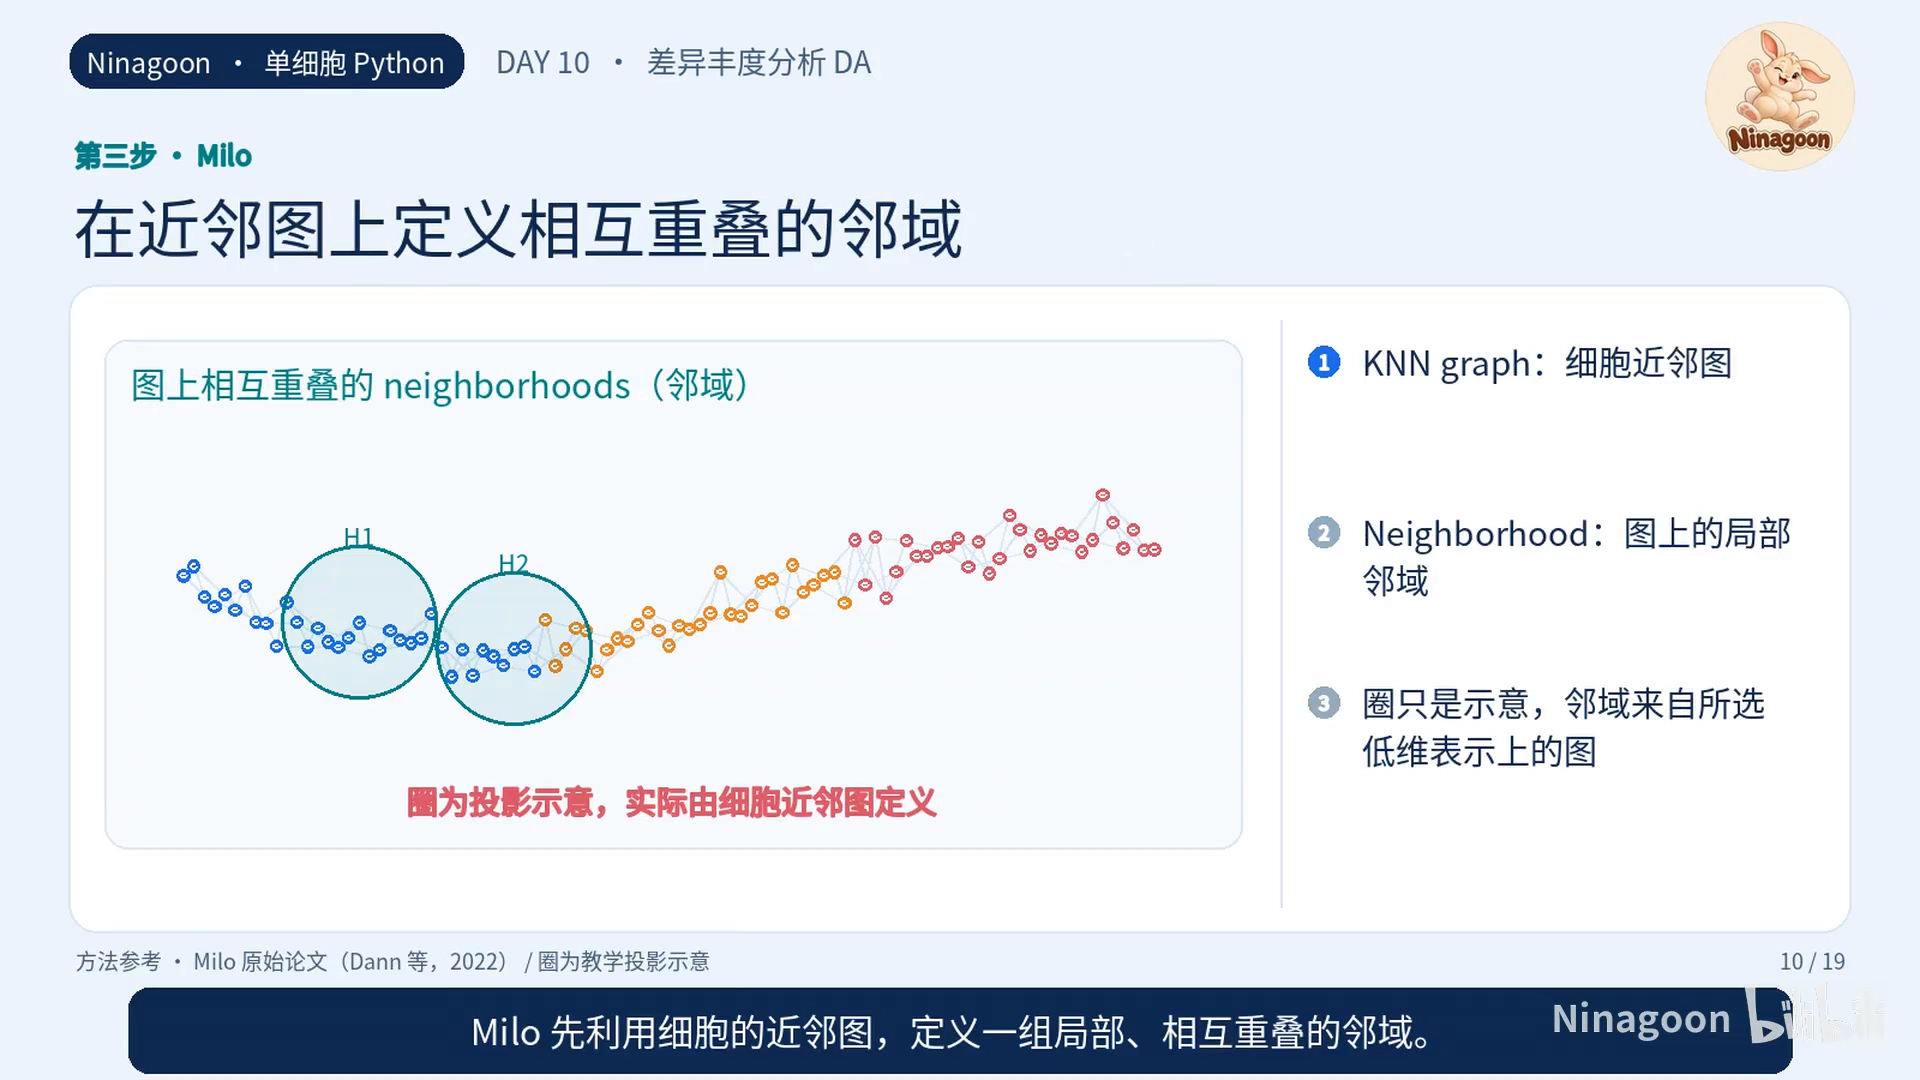 Ninagoon · 单细胞 Python
DAY 10 · 差异丰度分析 DA
Ninagoon
第三步 · Milo
在近邻图上定义相互重叠的邻域
图上相互重叠的 neighborhoods（邻域）
H1
H2
圈为投影示意，实际由细胞近邻图定义
1 KNN graph：细胞近邻图
2 Neighborhood：图上的局部
邻域
3 圈只是示意，邻域来自所选
低维表示上的图
方法参考 · Milo 原始论文（Dann 等，2022） / 圈为教学投影示意
10 / 19
Milo 先利用细胞的近邻图，定义一组局部、相互重叠的邻域。
Ninagoon bilibili